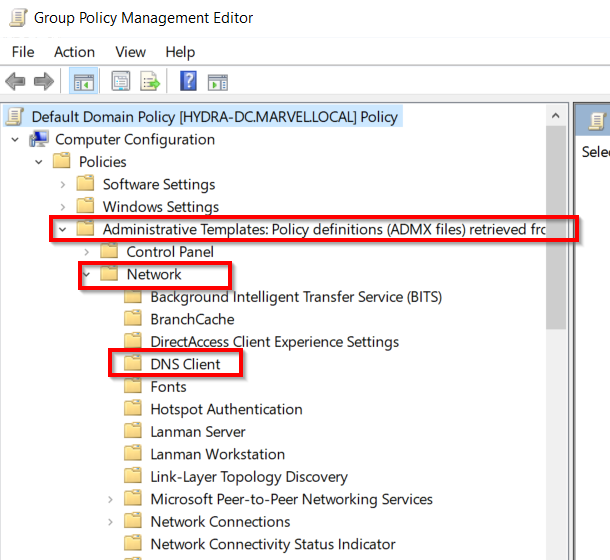 Group Policy Management Editor
File Action View Help
Default Domain Policy [HYDRA-DC.MARVEL.LOCAL] Policy
Computer Configuration
Policies
Software Settings
Windows Settings
Administrative Templates: Policy definitions (ADMX files) retrieved fro
Control Panel
Network
Background Intelligent Transfer Service (BITS)
BranchCache
DirectAccess Client Experience Settings
DNS Client
Fonts
Hotspot Authentication
Lanman Server
Lanman Workstation
Link-Layer Topology Discovery
Microsoft Peer-to-Peer Networking Services
Network Connections
Network Connectivity Status Indicator
Selec